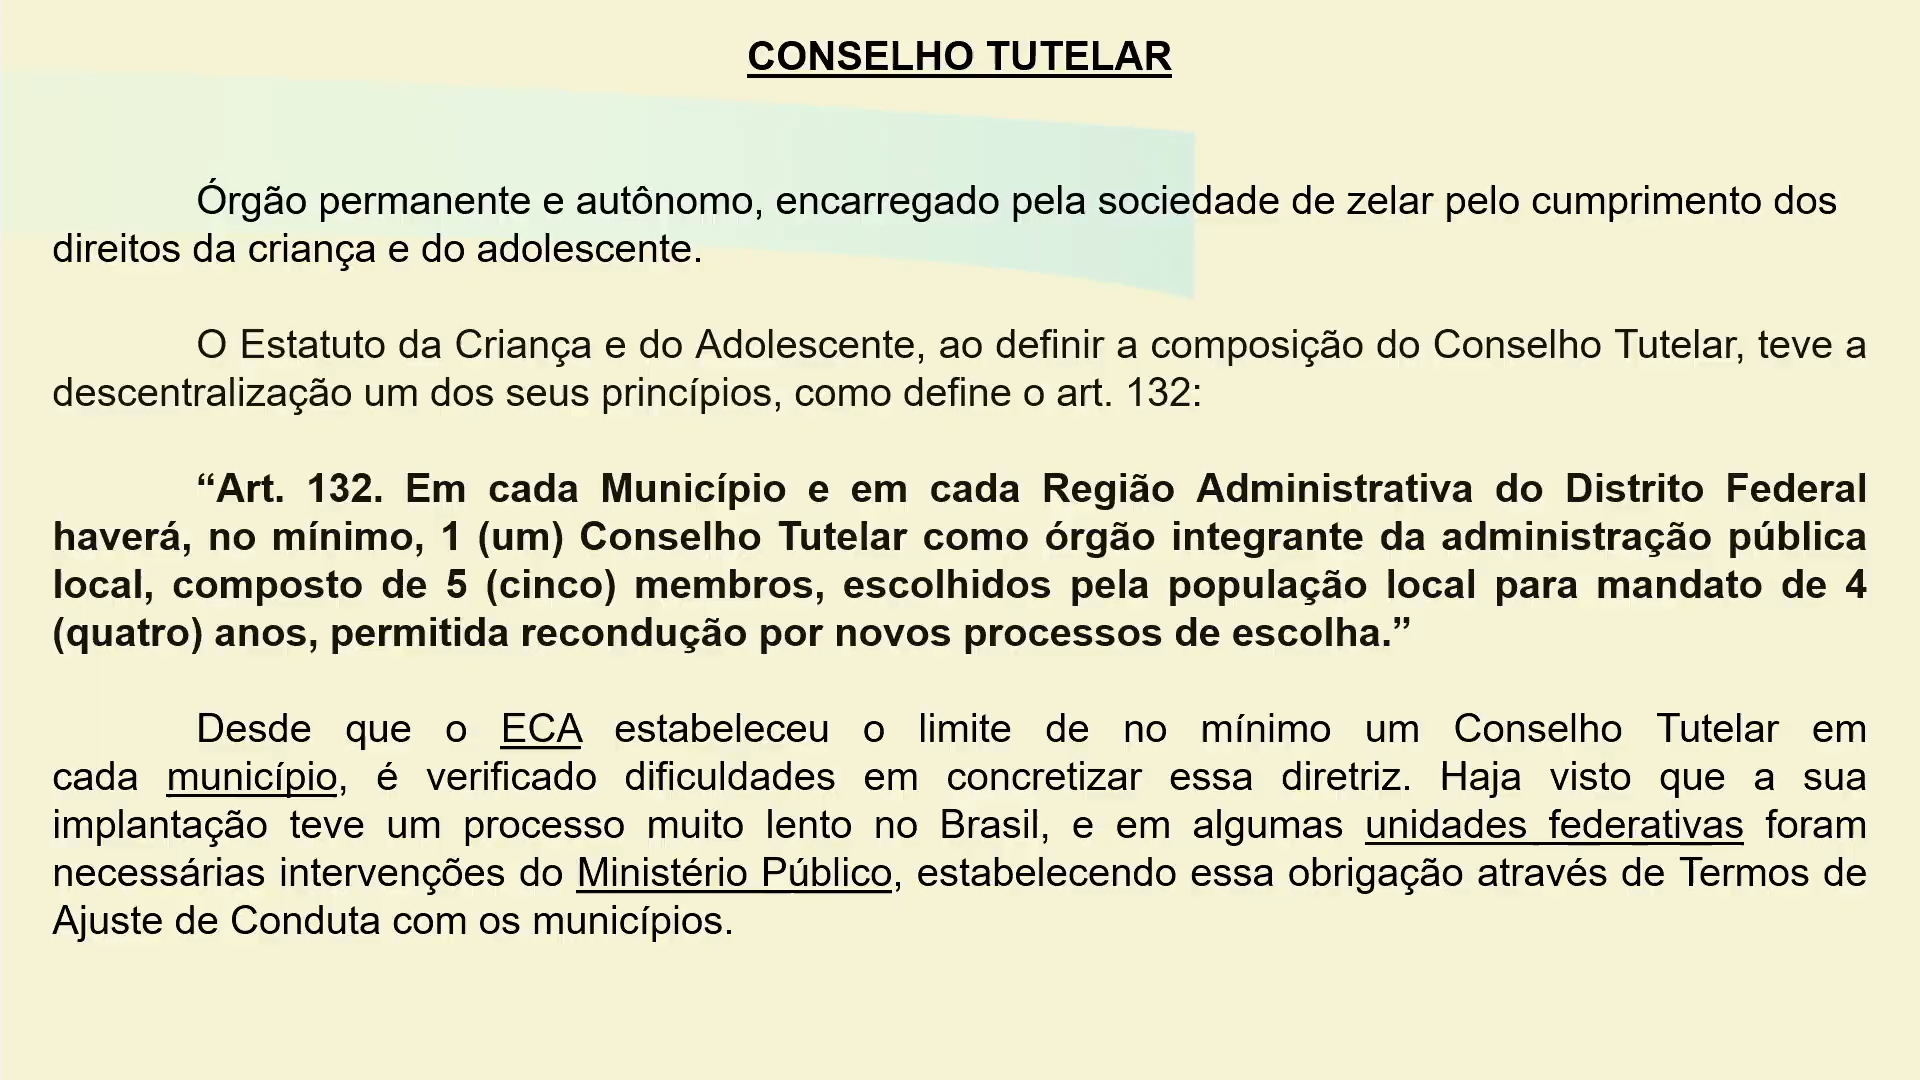 CONSELHO TUTELAR
Órgão permanente e autônomo, encarregado pela sociedade de zelar pelo cumprimento dos
direitos da criança e do adolescente.
O Estatuto da Criança e do Adolescente, ao definir a composição do Conselho Tutelar, teve a
descentralização um dos seus princípios, como define o art. 132:
“Art. 132. Em cada Município e em cada Região Administrativa do Distrito Federal
haverá, no mínimo, 1 (um) Conselho Tutelar como órgão integrante da administração pública
local, composto de 5 (cinco) membros, escolhidos pela população local para mandato de 4
(quatro) anos, permitida recondução por novos processos de escolha.”
Desde que o ECA estabeleceu o limite de no mínimo um Conselho Tutelar em
cada município, é verificado dificuldades em concretizar essa diretriz. Haja visto que a sua
implantação teve um processo muito lento no Brasil, e em algumas unidades federativas foram
necessárias intervenções do Ministério Público, estabelecendo essa obrigação através de Termos de
Ajuste de Conduta com os municípios.